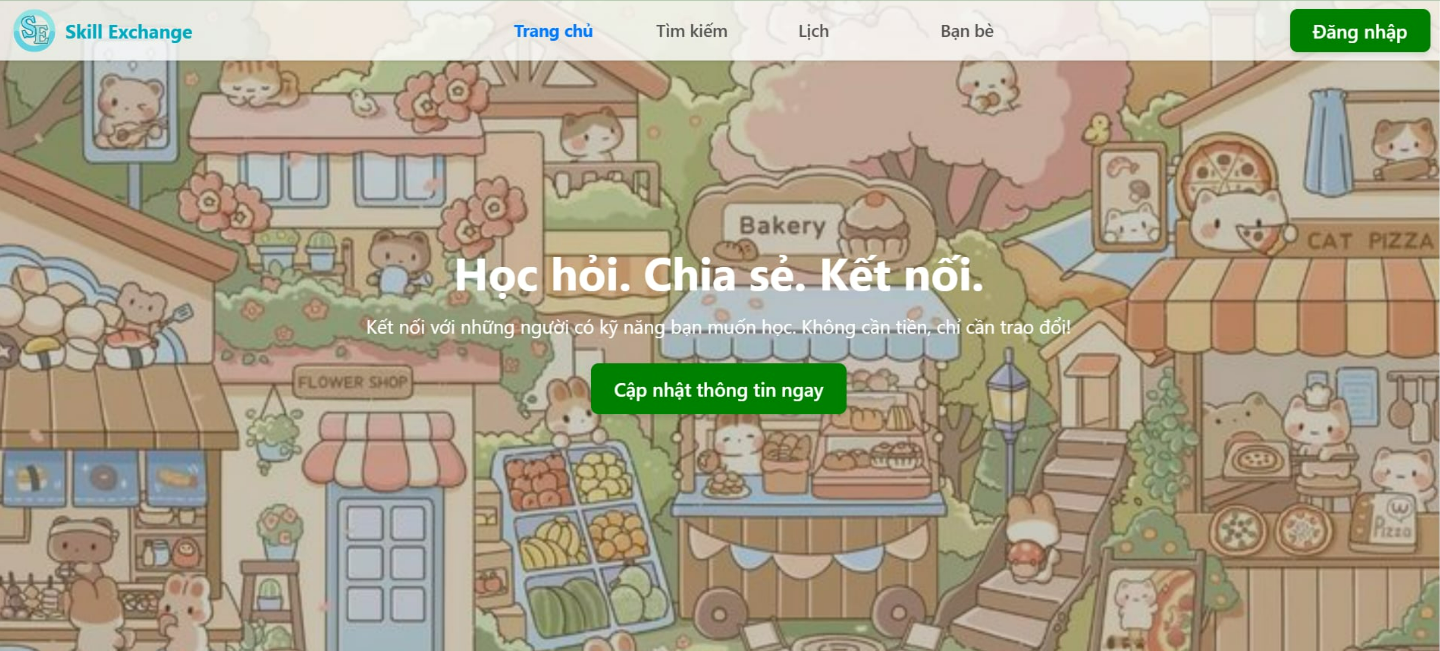 SE Skill Exchange Trang chủ Tìm kiếm Lịch Bạn bè Đăng nhập
Bakery
CAT PIZZA
Học hỏi. Chia sẻ. Kết nối.
Kết nối với những người có kỹ năng bạn muốn học. Không cần tiền, chỉ cần trao đổi!
FLOWER SHOP
Cập nhật thông tin ngay
Pizza